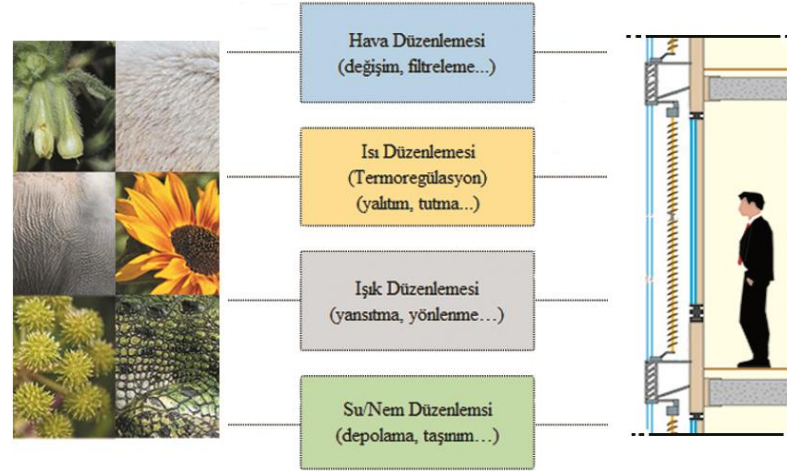 Hava Düzenlemesi
(değişim, filtreleme...)
Isı Düzenlemesi
(Termoregülasyon)
(yalıtım, tutma...)
Işık Düzenlemesi
(yansıtma, yönlenme…)
Su/Nem Düzenlemsi
(depolama, taşınım…)